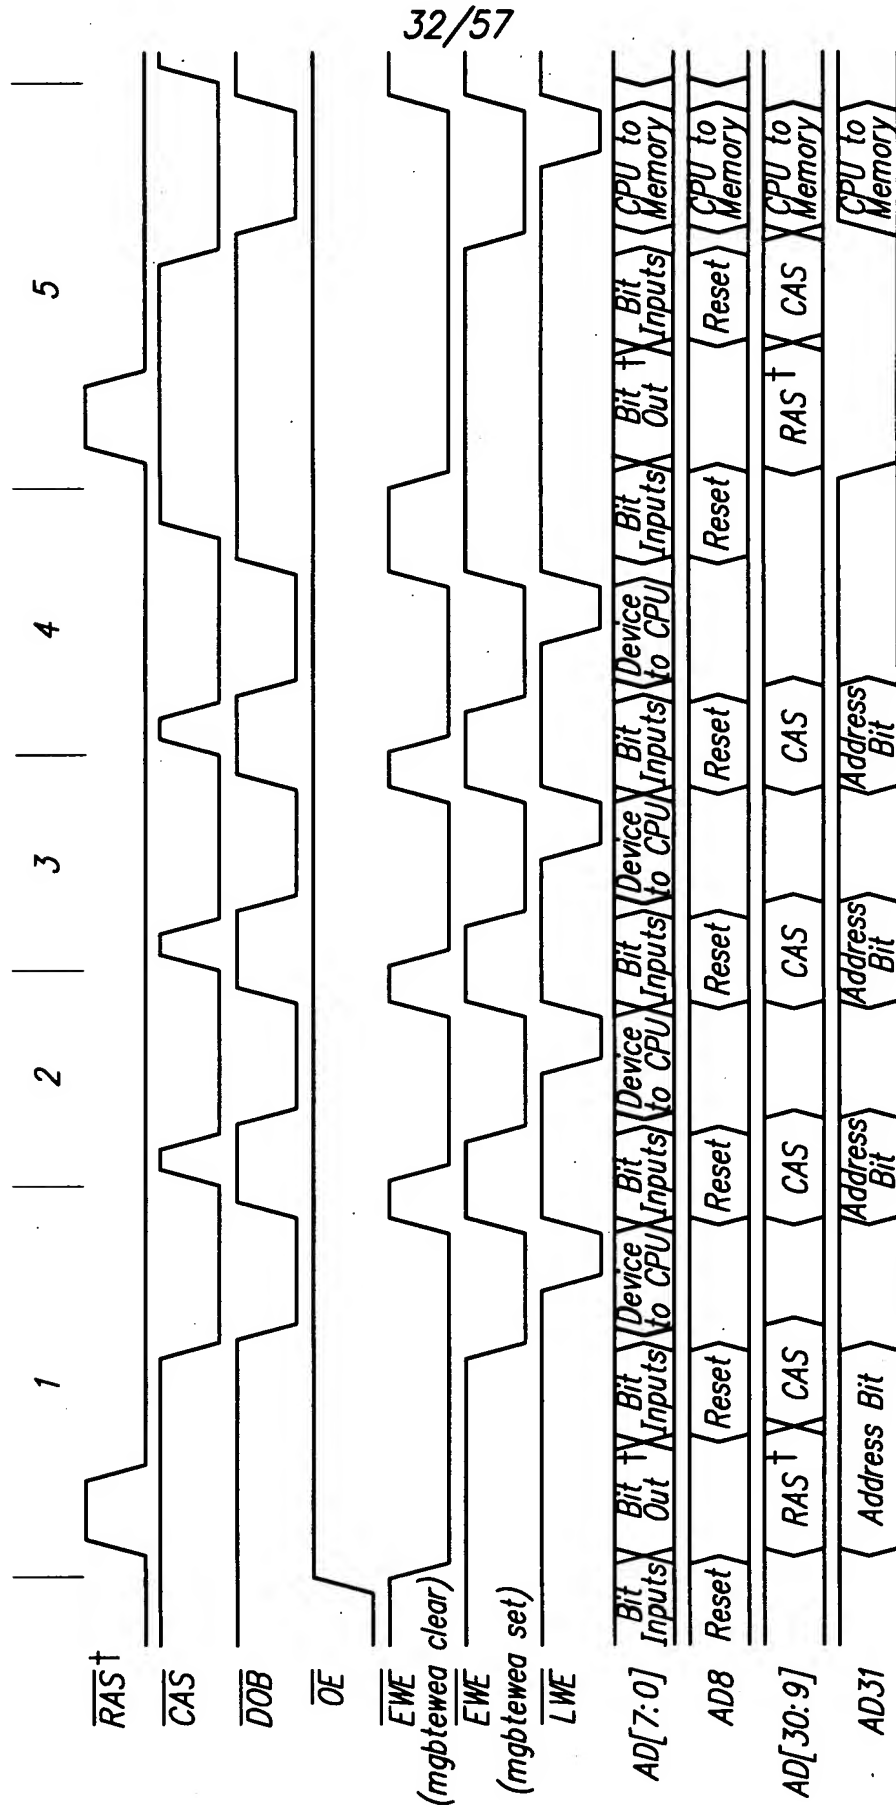 32/57
1 2 3 4 5
RAS†
CAS
DOB
OE
EWE
(mgbtewea clear)
EWE
(mgbtewea set)
LWE
AD[7:0]
Bit Inputs
Bit Out †
Bit Inputs
Device to CPU
Bit Inputs
Device to CPU
Bit Inputs
Device to CPU
Bit Inputs
Device to CPU
Bit Inputs
Bit Out †
Bit Inputs
CPU to Memory
AD8
Reset
Reset
Reset
Reset
Reset
Reset
Reset
CPU to Memory
AD[30:9]
RAS†
CAS
CAS
CAS
CAS
RAS†
CAS
CPU to Memory
AD31
Address Bit
Address Bit
Address Bit
Address Bit
CPU to Memory